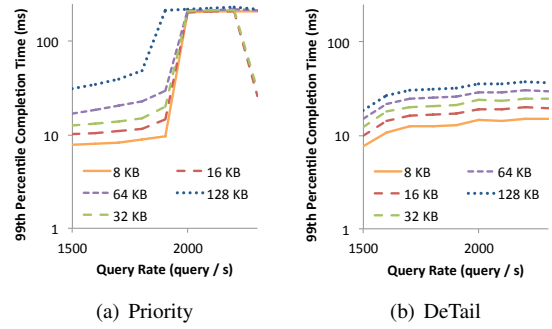 99th Percentile Completion Time (ms)
100
10
1
8 KB
16 KB
64 KB
128 KB
32 KB
1500
2000
Query Rate (query / s)
(a) Priority
99th Percentile Completion Time (ms)
100
10
1
8 KB
16 KB
64 KB
128 KB
32 KB
1500
2000
Query Rate (query / s)
(b) DeTail